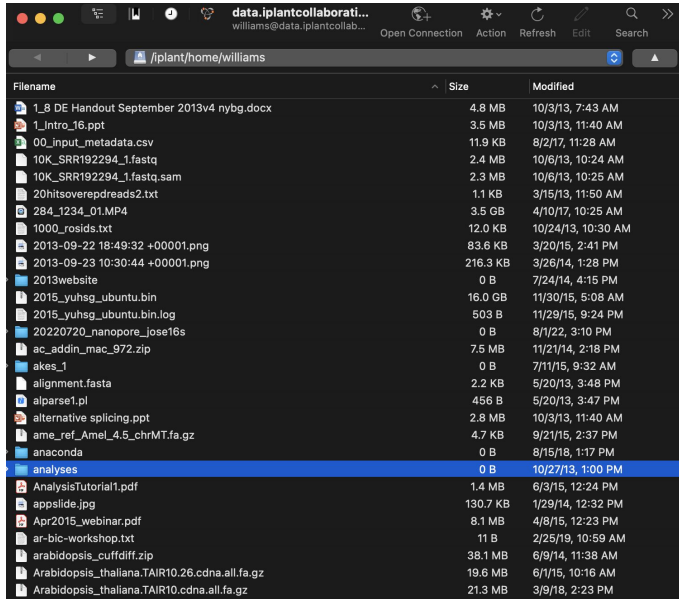 data.iplantcollaborati...
williams@data.iplantcollab...
Open Connection Action Refresh Edit Search
/iplant/home/williams
Filename Size Modified
1_8 DE Handout September 2013v4 nybg.docx 4.8 MB 10/3/13, 7:43 AM
1_Intro_16.ppt 3.5 MB 10/3/13, 11:40 AM
00_input_metadata.csv 11.9 KB 8/2/17, 11:28 AM
10K_SRR192294_1.fastq 2.4 MB 10/6/13, 10:24 AM
10K_SRR192294_1.fastq.sam 2.3 MB 10/6/13, 10:25 AM
20hitsoverepdreads2.txt 1.1 KB 3/15/13, 11:50 AM
284_1234_01.MP4 3.5 GB 4/10/17, 10:25 AM
1000_rosids.txt 12.0 KB 10/24/13, 10:30 AM
2013-09-22 18:49:32 +00001.png 83.6 KB 3/20/15, 2:41 PM
2013-09-23 10:30:44 +00001.png 216.3 KB 3/26/14, 1:28 PM
2013website 0 B 7/24/14, 4:15 PM
2015_yuhsg_ubuntu.bin 16.0 GB 11/30/15, 5:08 AM
2015_yuhsg_ubuntu.bin.log 503 B 11/29/15, 9:24 PM
20220720_nanopore_jose16s 0 B 8/1/22, 3:10 PM
ac_addin_mac_972.zip 7.5 MB 11/21/14, 2:18 PM
akes_1 0 B 7/11/15, 9:32 AM
alignment.fasta 2.2 KB 5/20/13, 3:48 PM
alparse1.pl 456 B 5/20/13, 3:47 PM
alternative splicing.ppt 2.8 MB 10/3/13, 11:40 AM
ame_ref_Amel_4.5_chrMT.fa.gz 4.7 KB 9/21/15, 2:37 PM
anaconda 0 B 8/15/18, 1:17 PM
analyses 0 B 10/27/13, 1:00 PM
AnalysisTutorial1.pdf 1.4 MB 6/3/15, 12:24 PM
appslide.jpg 130.7 KB 1/29/14, 12:32 PM
Apr2015_webinar.pdf 8.1 MB 4/8/15, 12:23 PM
ar-bic-workshop.txt 11 B 2/25/19, 10:59 AM
arabidopsis_cuffdiff.zip 38.1 MB 6/9/14, 11:38 AM
Arabidopsis_thaliana.TAIR10.26.cdna.all.fa.gz 19.6 MB 6/1/15, 10:16 AM
Arabidopsis_thaliana.TAIR10.cdna.all.fa.gz 21.3 MB 3/9/18, 2:23 PM